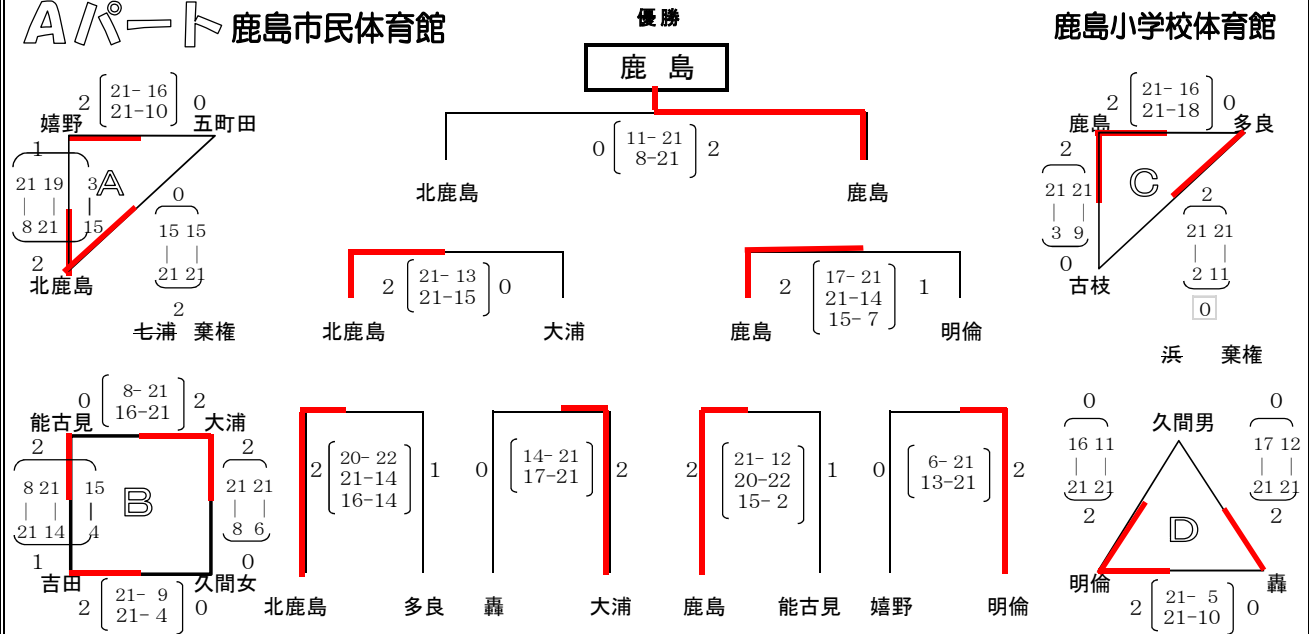 Aパート 鹿島市民体育館
優勝
鹿島小学校体育館
鹿 島
2 21-16 0
21-10
嬉野 五町田
1
21 19 3
A
8 21 15
2
北鹿島
0
15 15
21 21
2
七浦 棄権
0 11-21 2
8-21
北鹿島 鹿島
2 21-13 0
21-15
北鹿島 大浦
2 17-21 1
21-14
15-7
鹿島 明倫
2 21-16 0
21-18
鹿島 多良
2
21 21
C
3 9
0
古枝
2
21 21
2 11
0
浜 棄権
0 8-21 2
16-21
能古見 大浦
2
8 21 15
B
21 14 4
1
吉田
2
21 21
8 6
0
久間女
2 21-9 0
21-4
2 20-22 1
21-14
16-14
北鹿島 多良
0 14-21 2
17-21
轟 大浦
2 21-12 1
20-22
15-2
鹿島 能古見
0 6-21 2
13-21
嬉野 明倫
久間男
0
16 11
21 21
2
0
17 12
21 21
2
D
明倫 轟
2 21-5 0
21-10